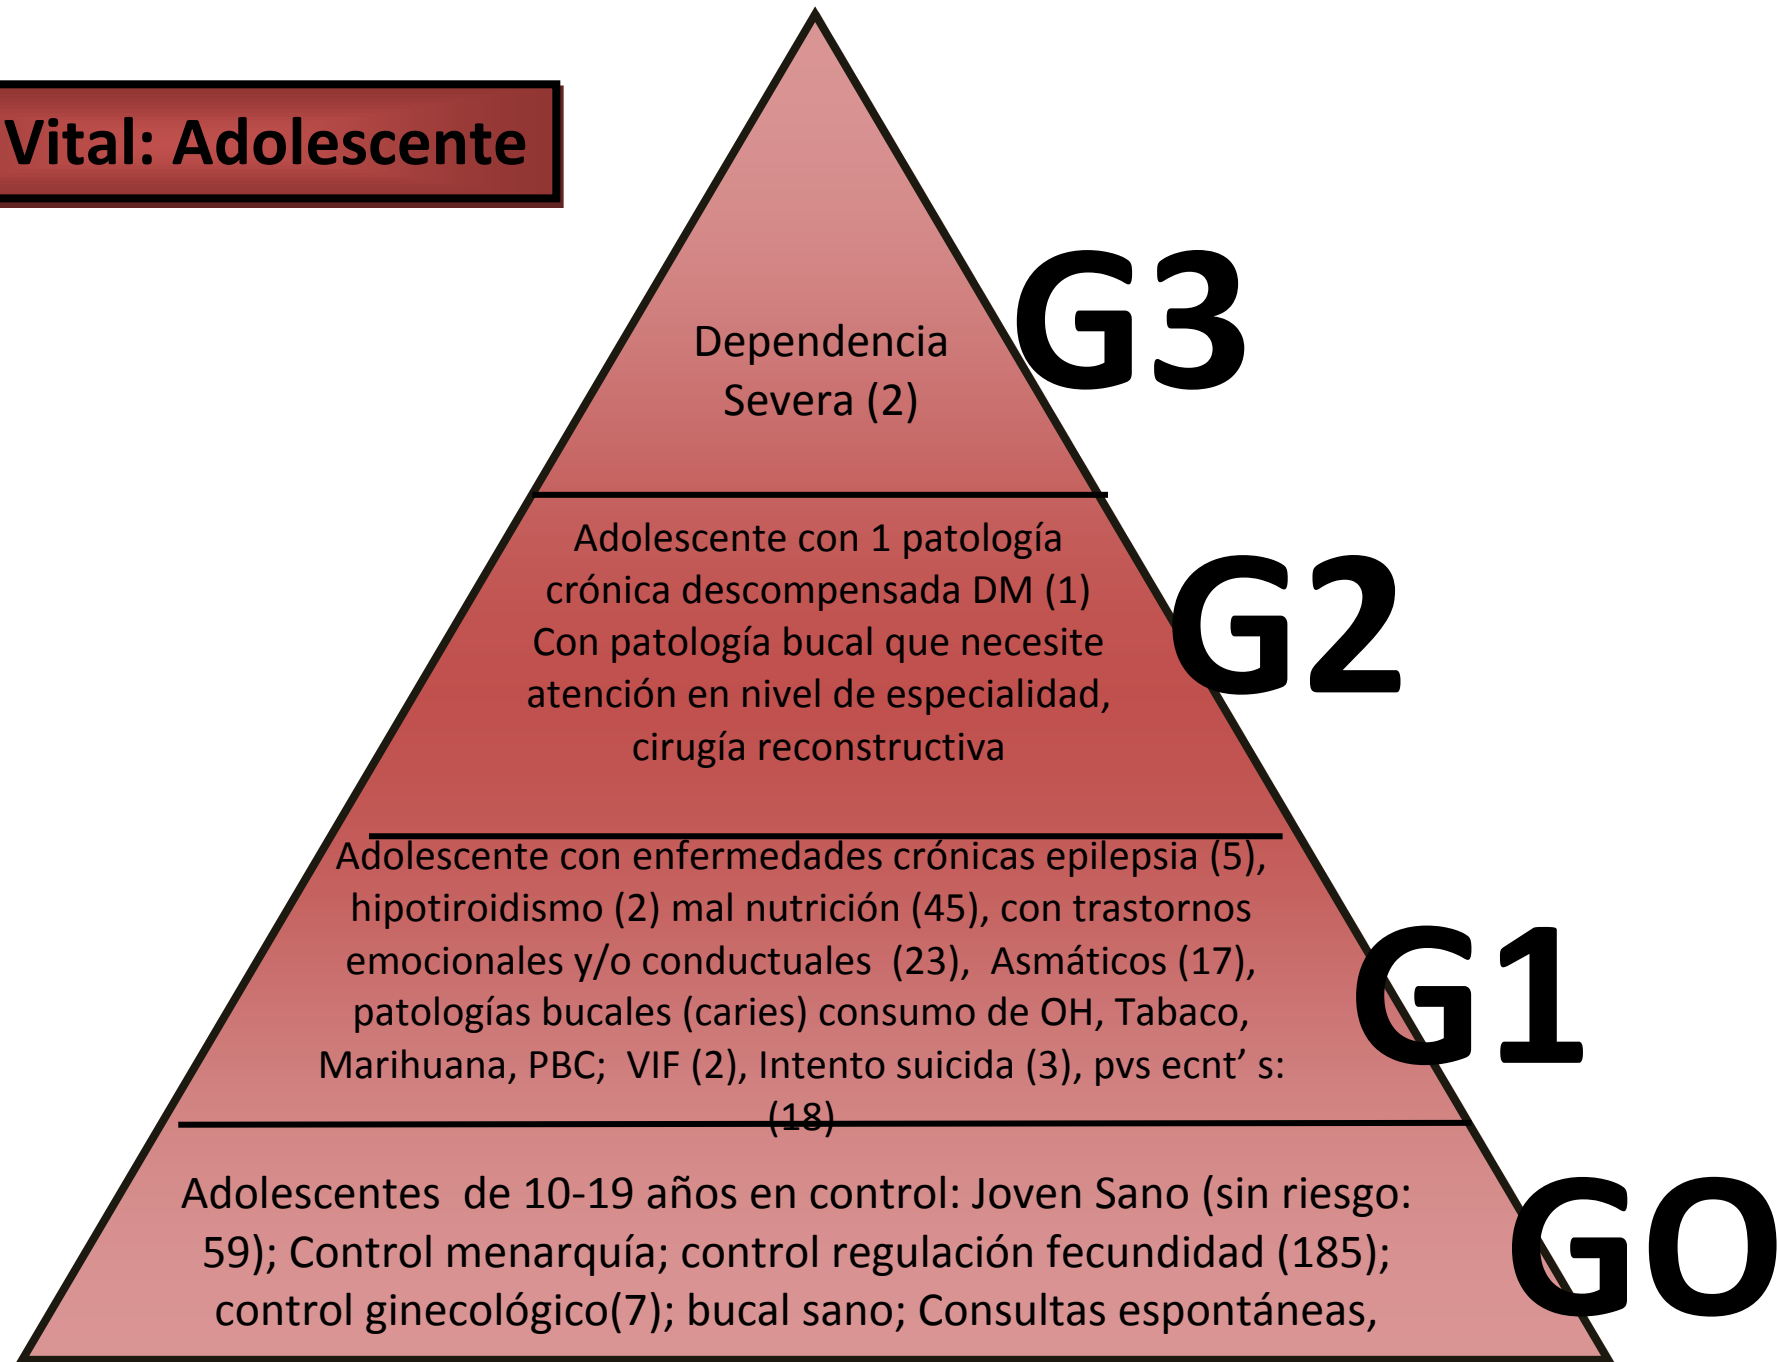 Vital: Adolescente
G3
Dependencia
Severa (2)
G2
Adolescente con 1 patología
crónica descompensada DM (1)
Con patología bucal que necesite
atención en nivel de especialidad,
cirugía reconstructiva
G1
Adolescente con enfermedades crónicas epilepsia (5),
hipotiroidismo (2) mal nutrición (45), con trastornos
emocionales y/o conductuales  (23),  Asmáticos (17),
patologías bucales (caries) consumo de OH, Tabaco,
Marihuana, PBC;  VIF (2), Intento suicida (3), pvs ecnt’ s:
(18)
GO
Adolescentes  de 10-19 años en control: Joven Sano (sin riesgo:
59); Control menarquía; control regulación fecundidad (185);
control ginecológico(7); bucal sano; Consultas espontáneas,